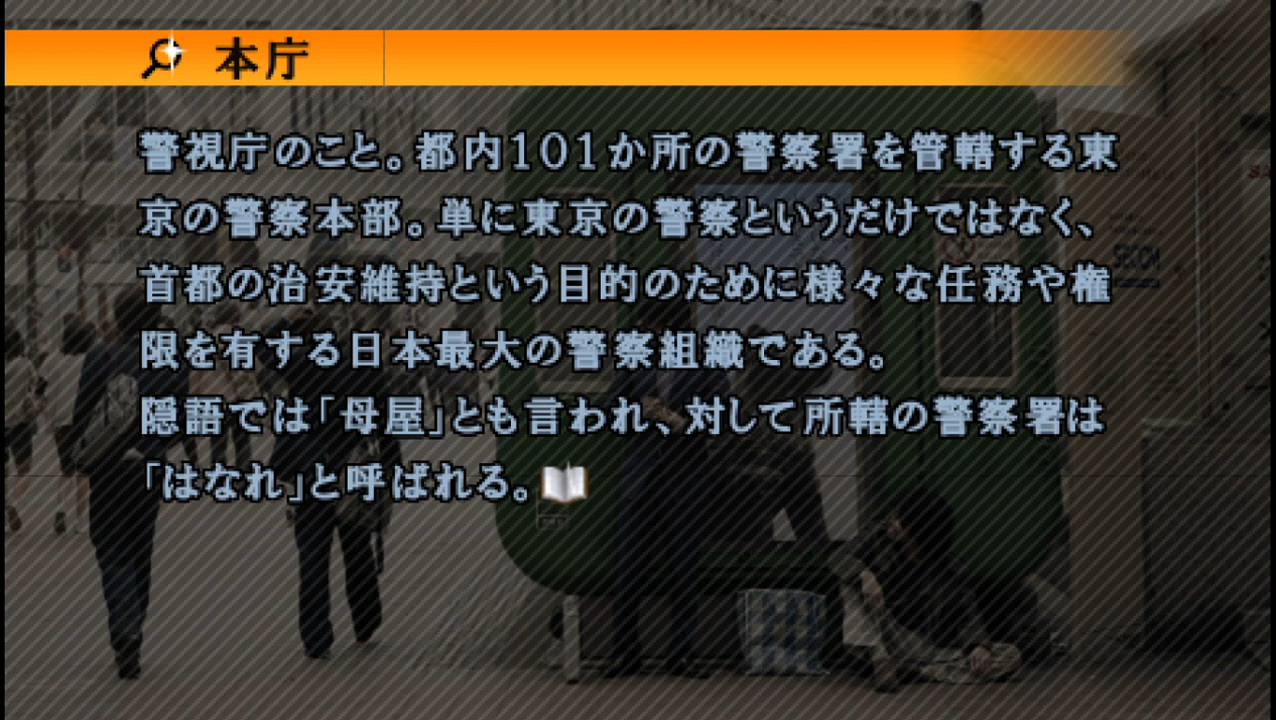 本庁
警視庁のこと。都内101か所の警察署を管轄する東
京の警察本部。単に東京の警察というだけではなく、
首都の治安維持という目的のために様々な任務や権
限を有する日本最大の警察組織である。
隠語では「母屋」とも言われ、対して所轄の警察署は
「はなれ」と呼ばれる。
SECOM